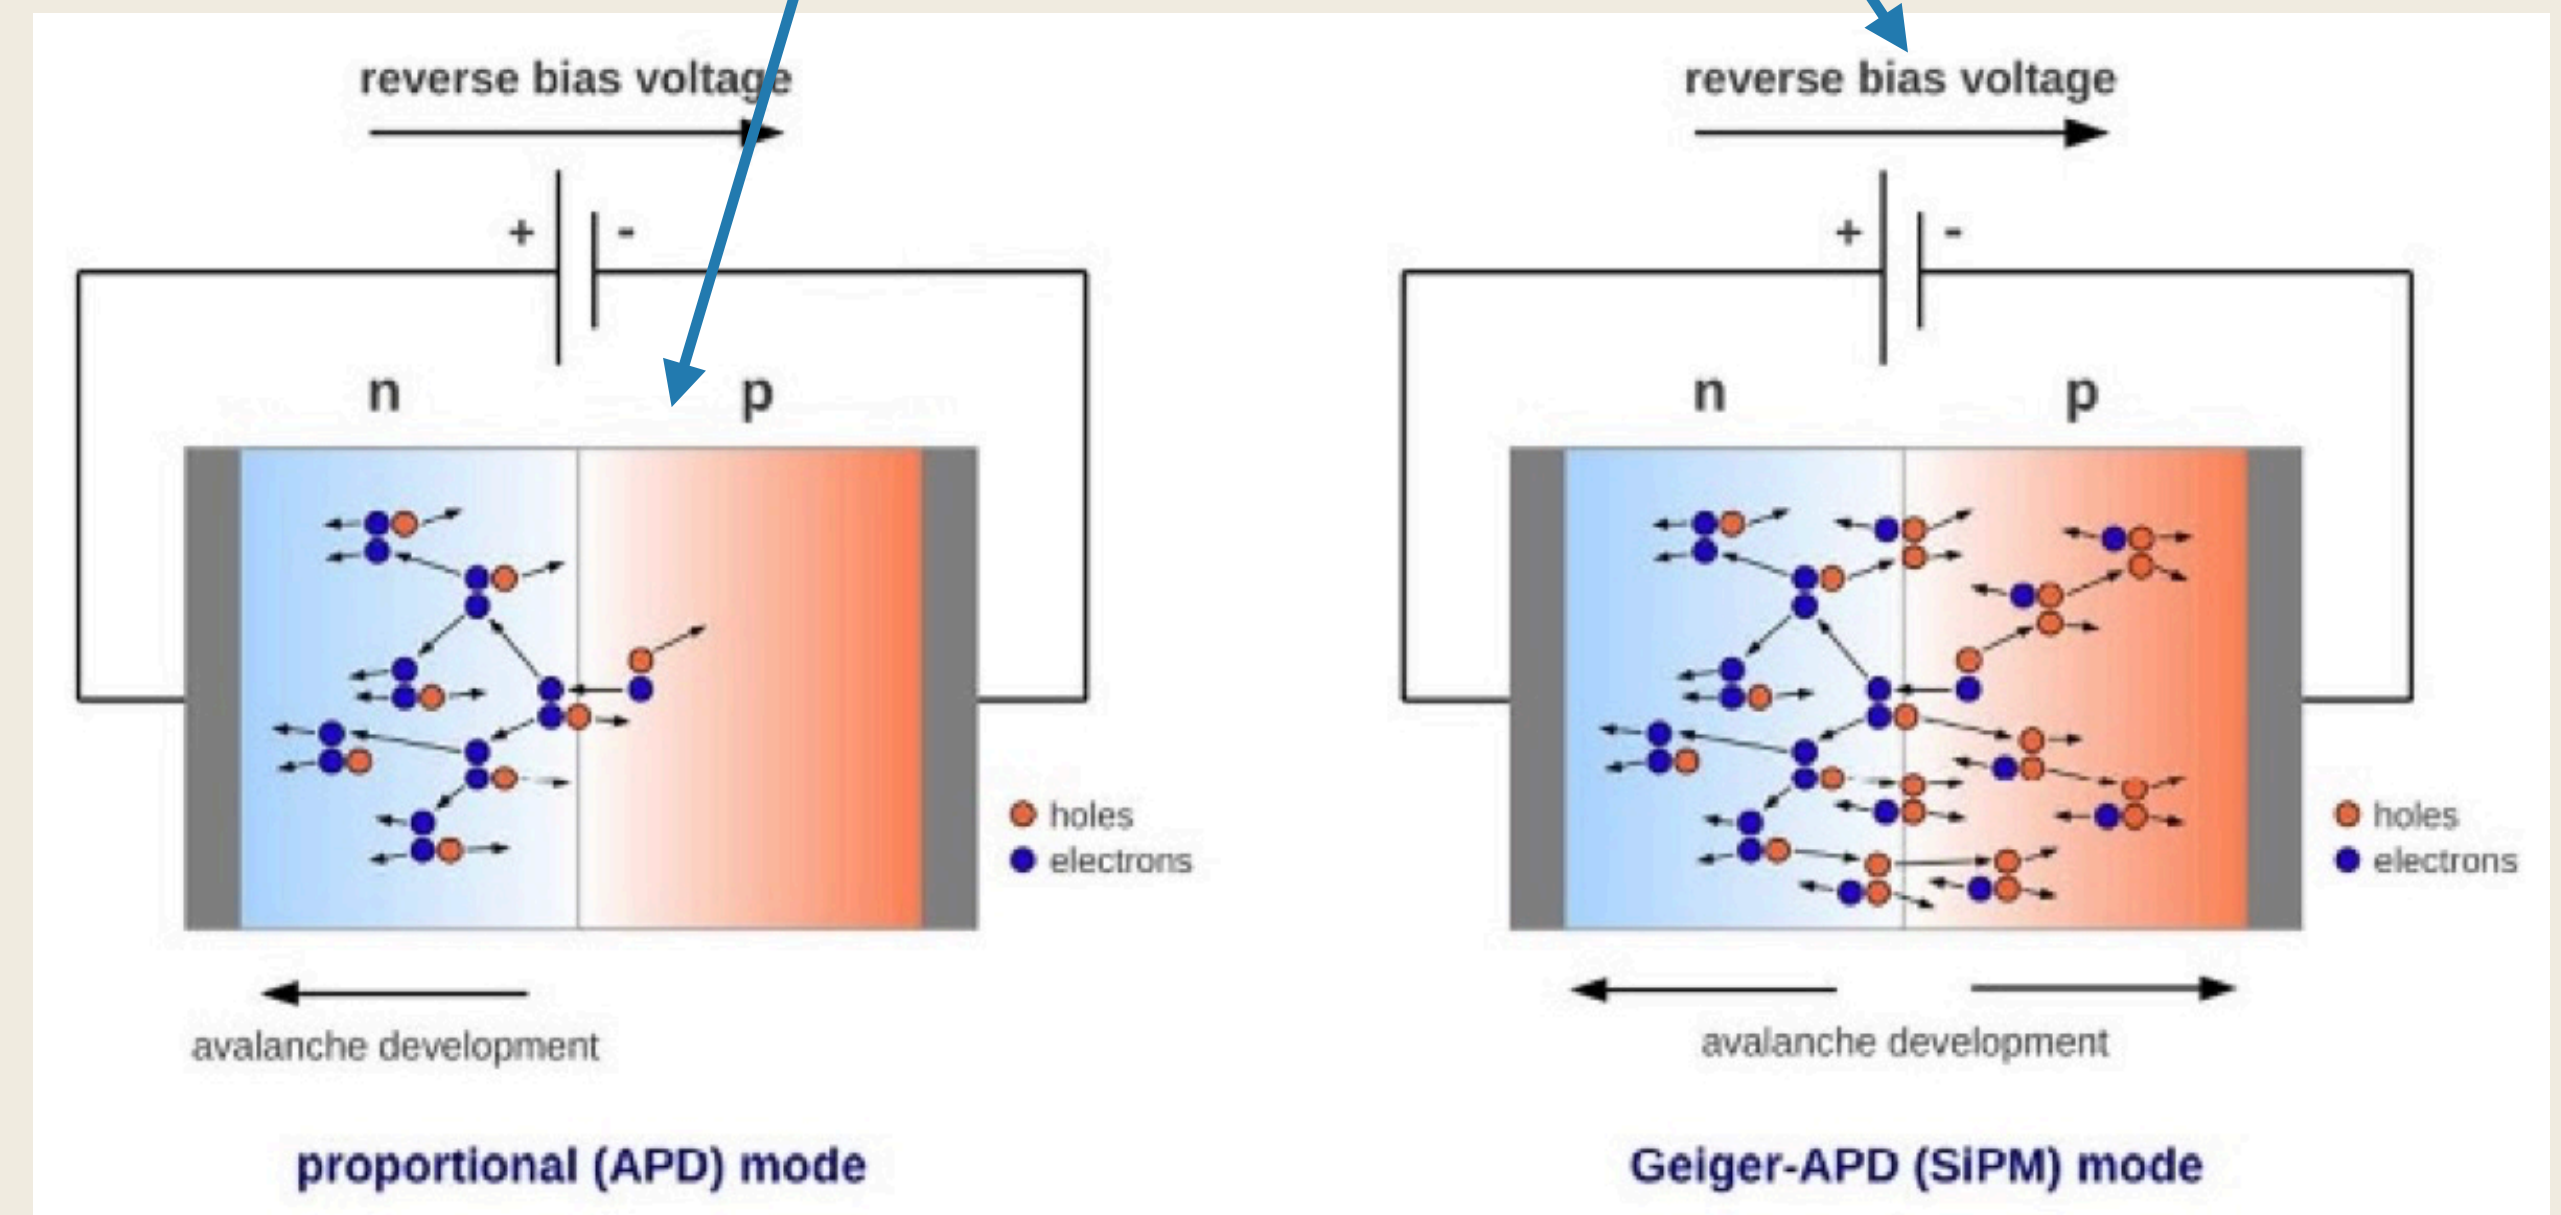 reverse bias voltage
+ -
n p
holes
electrons
avalanche development
proportional (APD) mode
reverse bias voltage
+ -
n p
holes
electrons
avalanche development
Geiger-APD (SiPM) mode